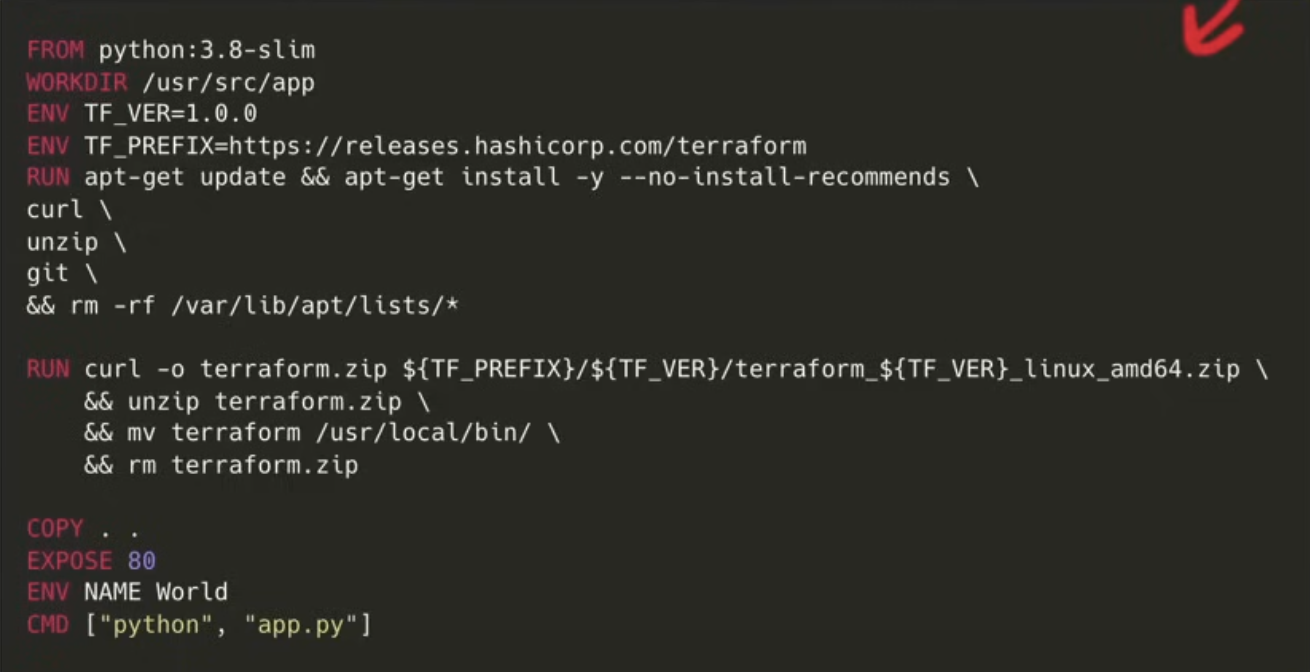 FROM python:3.8-slim
WORKDIR /usr/src/app
ENV TF_VER=1.0.0
ENV TF_PREFIX=https://releases.hashicorp.com/terraform
RUN apt-get update && apt-get install -y --no-install-recommends \
curl \
unzip \
git \
&& rm -rf /var/lib/apt/lists/*

RUN curl -o terraform.zip ${TF_PREFIX}/${TF_VER}/terraform_${TF_VER}_linux_amd64.zip \
    && unzip terraform.zip \
    && mv terraform /usr/local/bin/ \
    && rm terraform.zip

COPY . .
EXPOSE 80
ENV NAME World
CMD ["python", "app.py"]